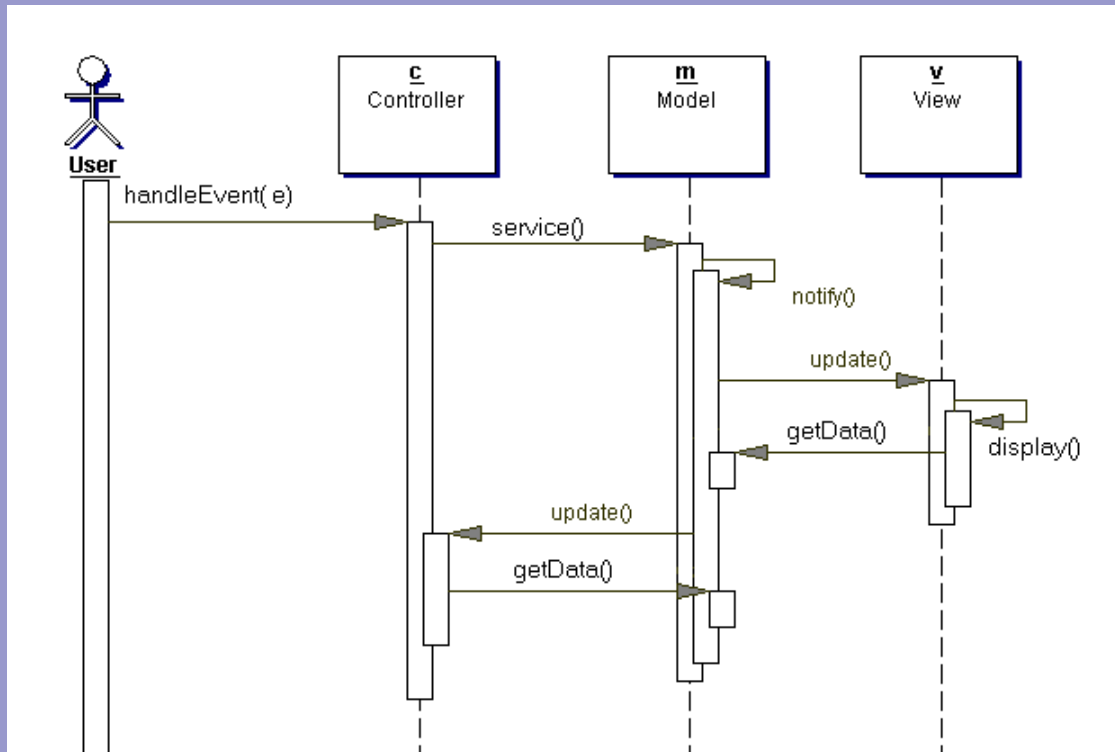 c
Controller
m
Model
v
View
User
handleEvent( e)
service()
notify()
update()
getData()
display()
update()
getData()